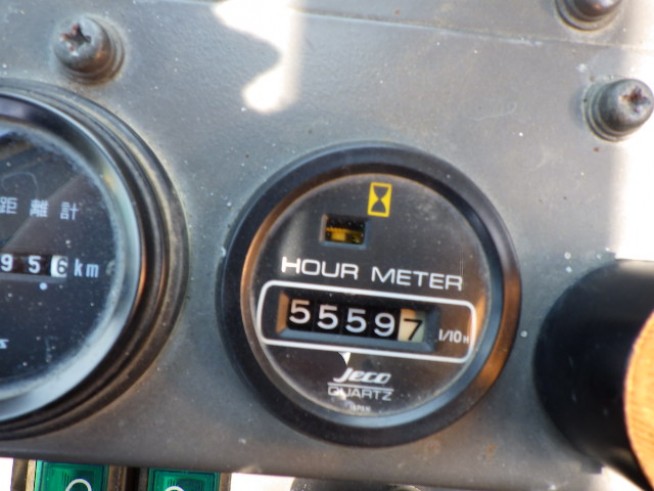 距離計
956km
HOUR METER
55597 1/10H
Jeco
QUARTZ